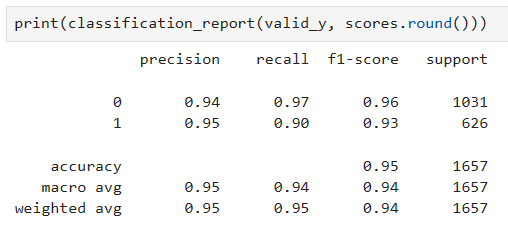 print(classification_report(valid_y, scores.round()))
precision recall f1-score support
0 0.94 0.97 0.96 1031
1 0.95 0.90 0.93 626
accuracy 0.95 1657
macro avg 0.95 0.94 0.94 1657
weighted avg 0.95 0.95 0.94 1657